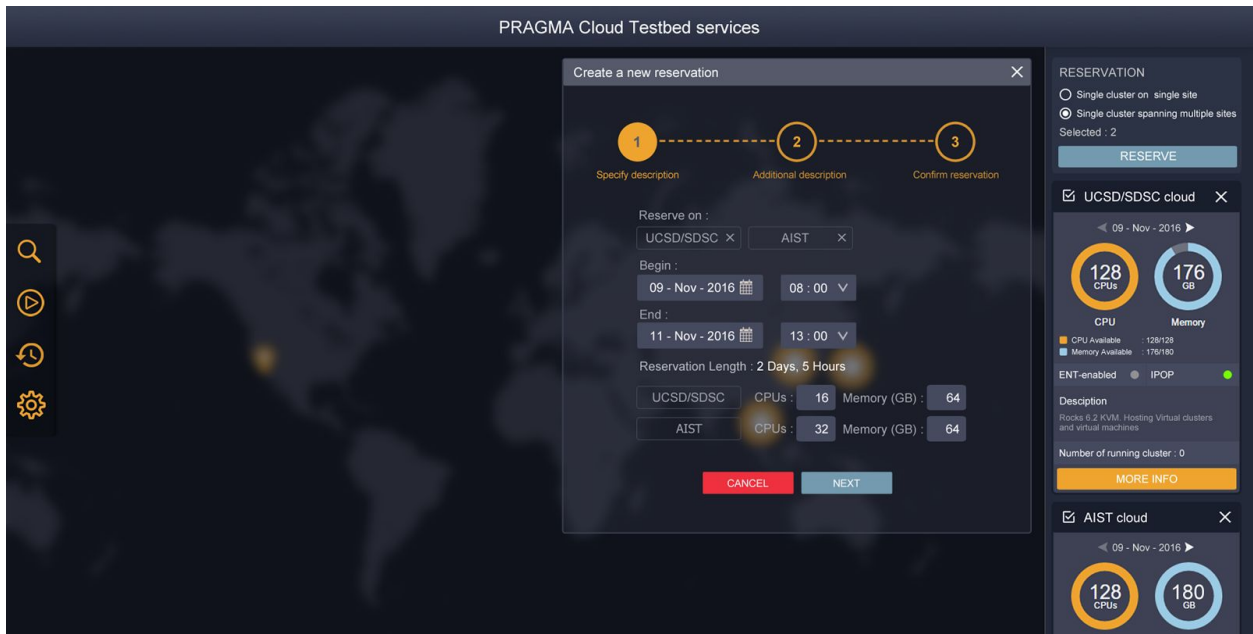 PRAGMA Cloud Testbed services
Create a new reservation
1
2
3
Specify description
Additional description
Confirm reservation
Reserve on :
UCSD/SDSC
AIST
Begin :
09 - Nov - 2016
08 : 00
End :
11 - Nov - 2016
13 : 00
Reservation Length : 2 Days, 5 Hours
UCSD/SDSC CPUs : 16 Memory (GB) : 64
AIST CPUs : 32 Memory (GB) : 64
CANCEL
NEXT
RESERVATION
Single cluster on single site
Single cluster spanning multiple sites
Selected : 2
RESERVE
UCSD/SDSC cloud
09 - Nov - 2016
128
CPUs
176
GB
CPU
Memory
CPU Available : 128/128
Memory Available : 176/180
ENT-enabled
IPOP
Desciption
Rocks 6.2 KVM. Hosting Virtual clusters
and virtual machines
Number of running cluster : 0
MORE INFO
AIST cloud
09 - Nov - 2016
128
CPUs
180
GB